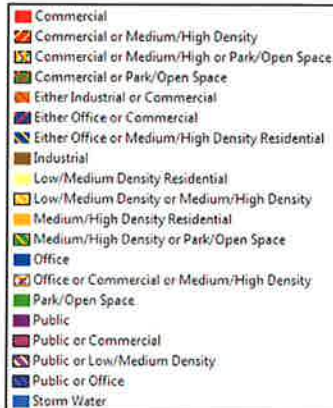 Commercial
Commercial or Medium/High Density
Commercial or Medium/High or Park/Open Space
Commercial or Park/Open Space
Either Industrial or Commercial
Either Office or Commercial
Either Office or Medium/High Density Residential
Industrial
Low/Medium Density Residential
Low/Medium Density or Medium/High Density
Medium/High Density Residential
Medium/High Density or Park/Open Space
Office
Office or Commercial or Medium/High Density
Park/Open Space
Public
Public or Commercial
Public or Low/Medium Density
Public or Office
Storm Water